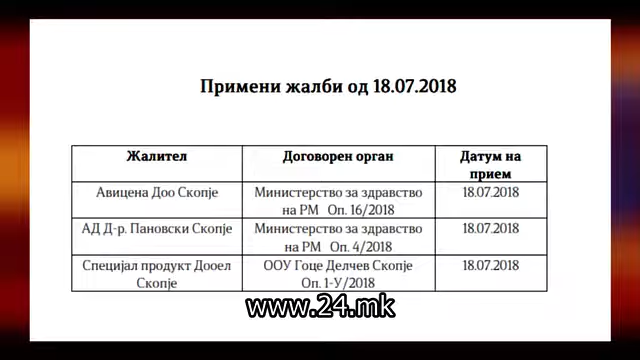 Примени жалби од 18.07.2018
Жалител Договорен орган Датум на
прием
Авицена Доо Скопје Министерство за здравство 18.07.2018
на РМ Оп. 16/2018
АД Д-р. Пановски Скопје Министерство за здравство 18.07.2018
на РМ Оп. 4/2018
Специјал продукт Дооел ООУ Гоце Делчев Скопје 18.07.2018
Скопје Оп. 1-У/2018
www.24.mk